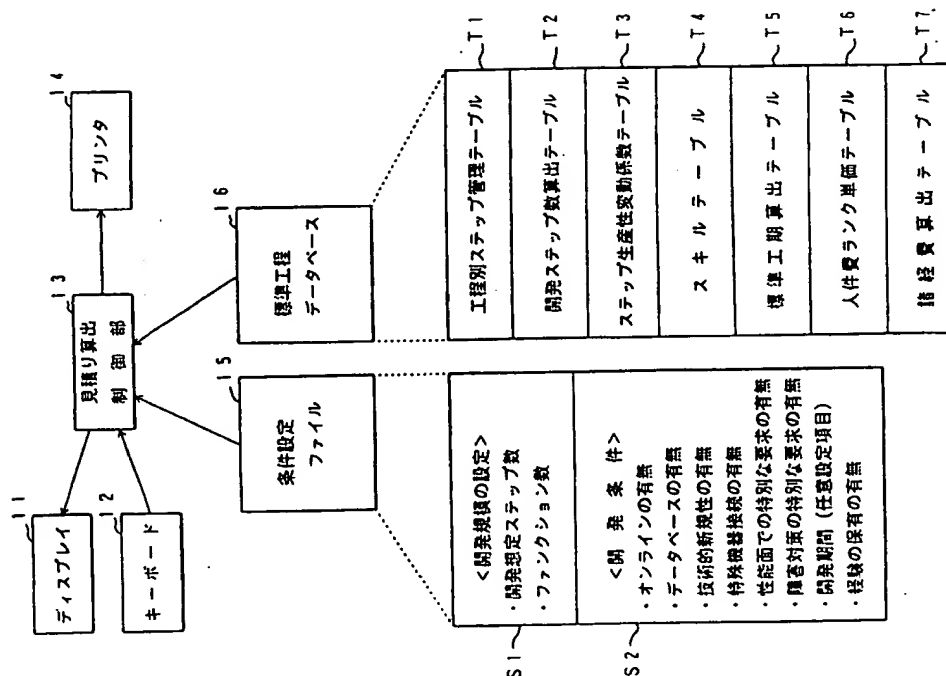 11
ディスプレイ
12
キーボード
13
見積り算出
制御部
14
プリンタ
15
条件設定
ファイル
16
標準工程
データベース
S1
<開発規模の設定>
・開発想定ステップ数
・ファンクション数
S2
<開発条件>
・オンラインの有無
・データベースの有無
・技術的新規性の有無
・特殊機器接続の有無
・性能面での特別な要求の有無
・障害対策の特別な要求の有無
・開発期間(任意設定項目)
・経験の保有の有無
工程別ステップ管理テーブル
T1
開発ステップ数算出テーブル
T2
ステップ生産性変動係数テーブル
T3
スキルテーブル
T4
標準工期算出テーブル
T5
人件費ランク単価テーブル
T6
諸経費算出テーブル
T7